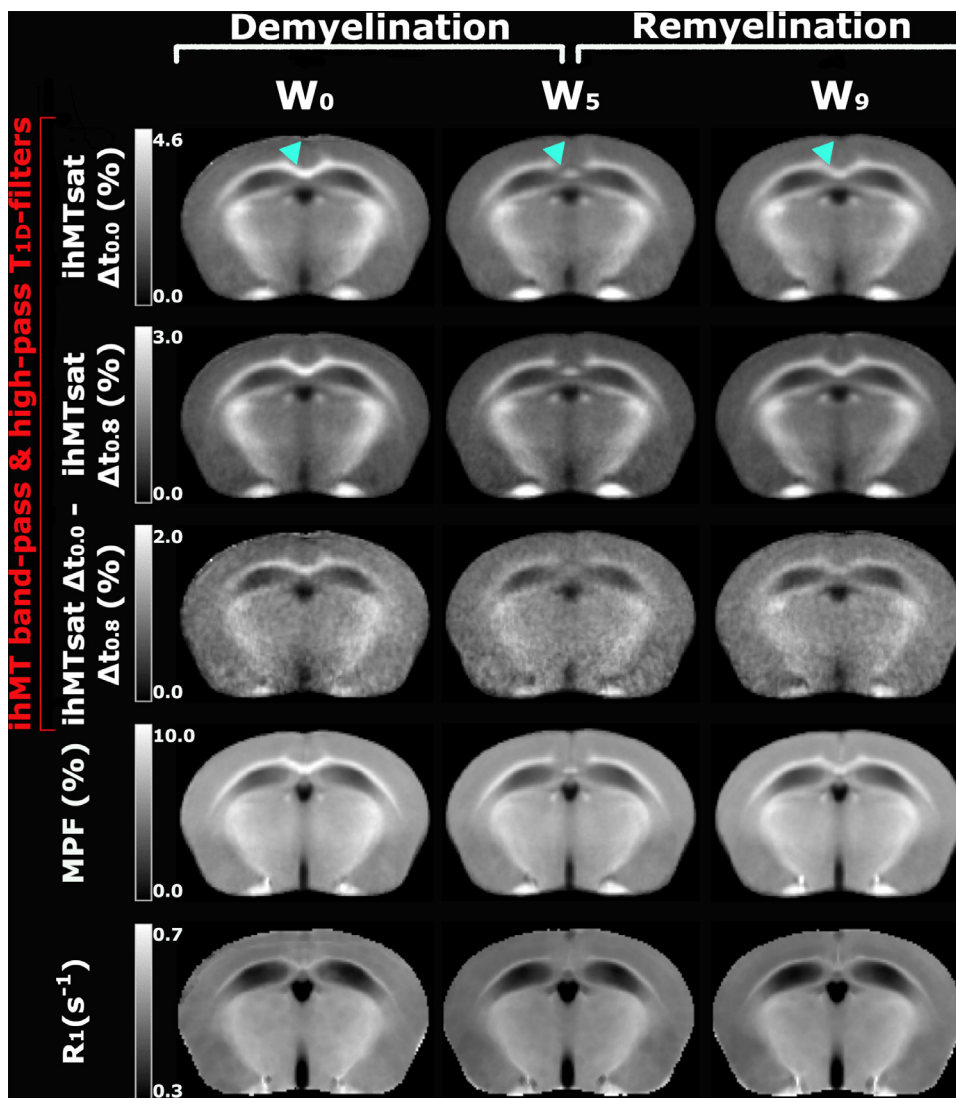 Demyelination Remyelination
W₀ W₅ W₉
ihMT band-pass & high-pass T₁D-filters
ihMTsat
Δt₀.₀ (%)
4.6
0.0
ihMTsat
Δt₀.₈ (%)
3.0
0.0
ihMTsat Δt₀.₀ -
Δt₀.₈ (%)
2.0
0.0
MPF (%)
10.0
0.0
R₁(s⁻¹)
0.7
0.3